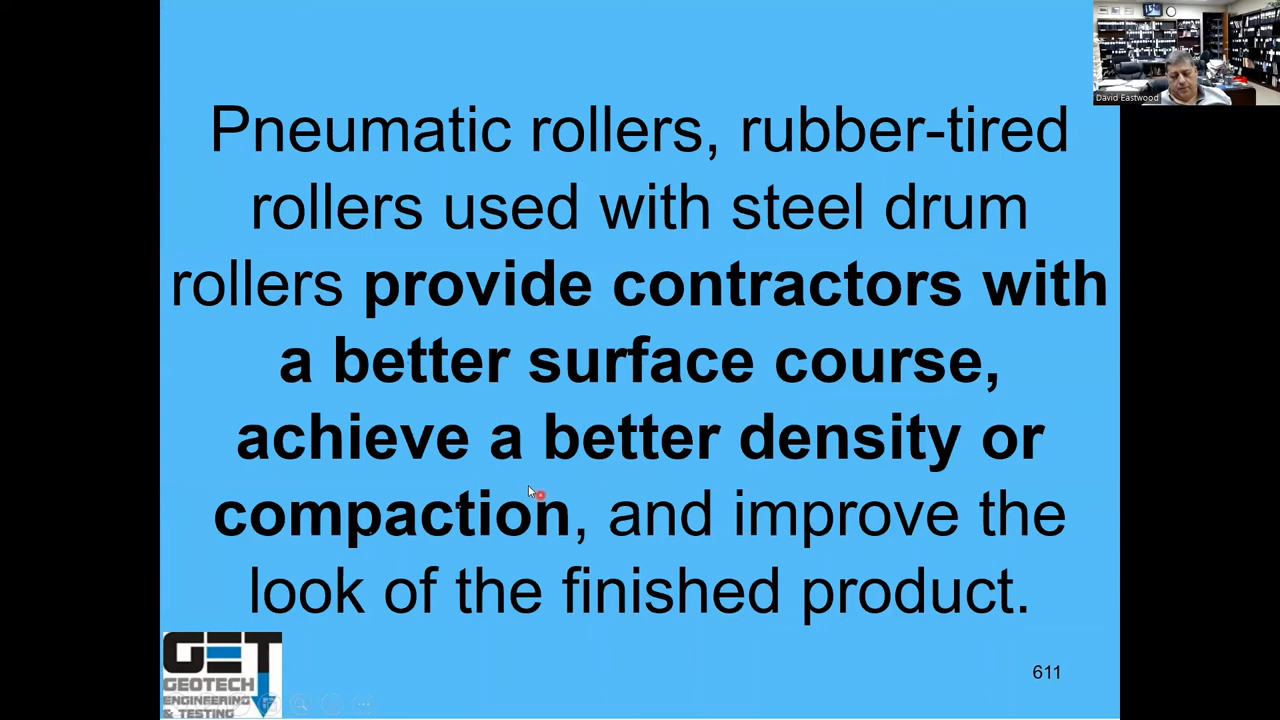 David Eastwood
Pneumatic rollers, rubber-tired
rollers used with steel drum
rollers provide contractors with
a better surface course,
achieve a better density or
compaction, and improve the
look of the finished product.
GET
GEOTECH
ENGINEERING
& TESTING
611